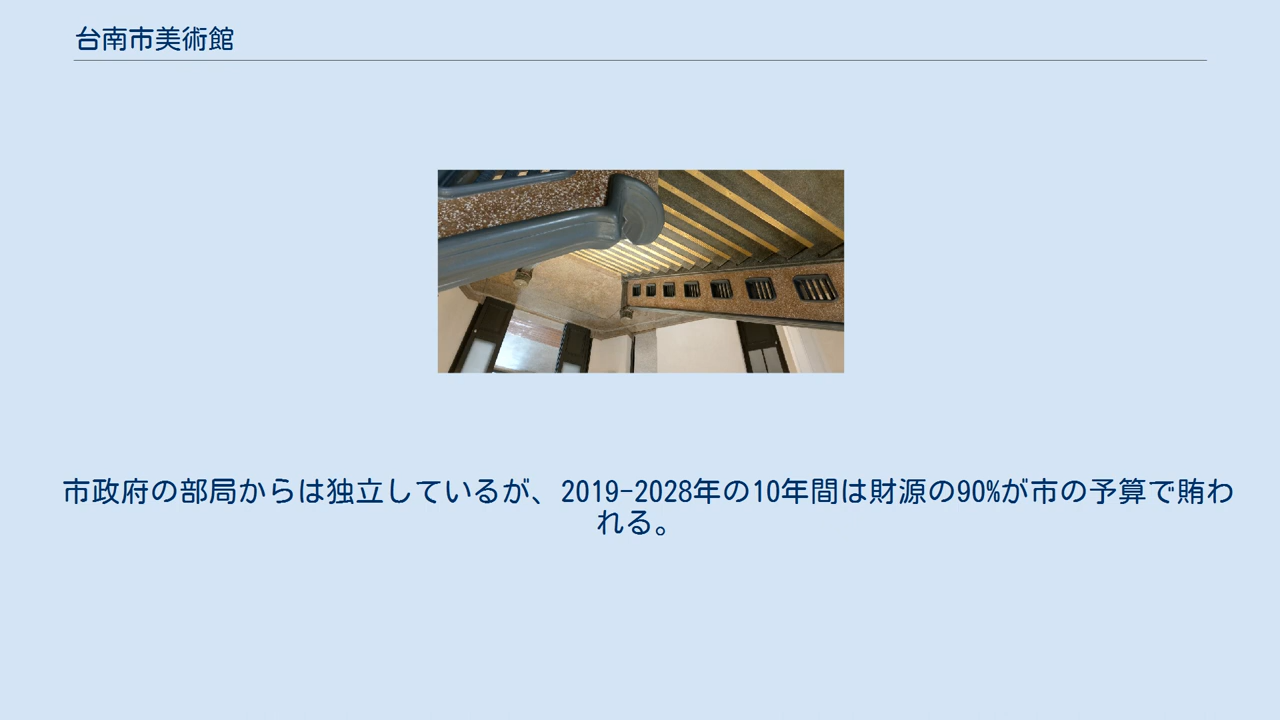 台南市美術館
市政府の部局からは独立しているが、2019-2028年の10年間は財源の90%が市の予算で賄わ
れる。